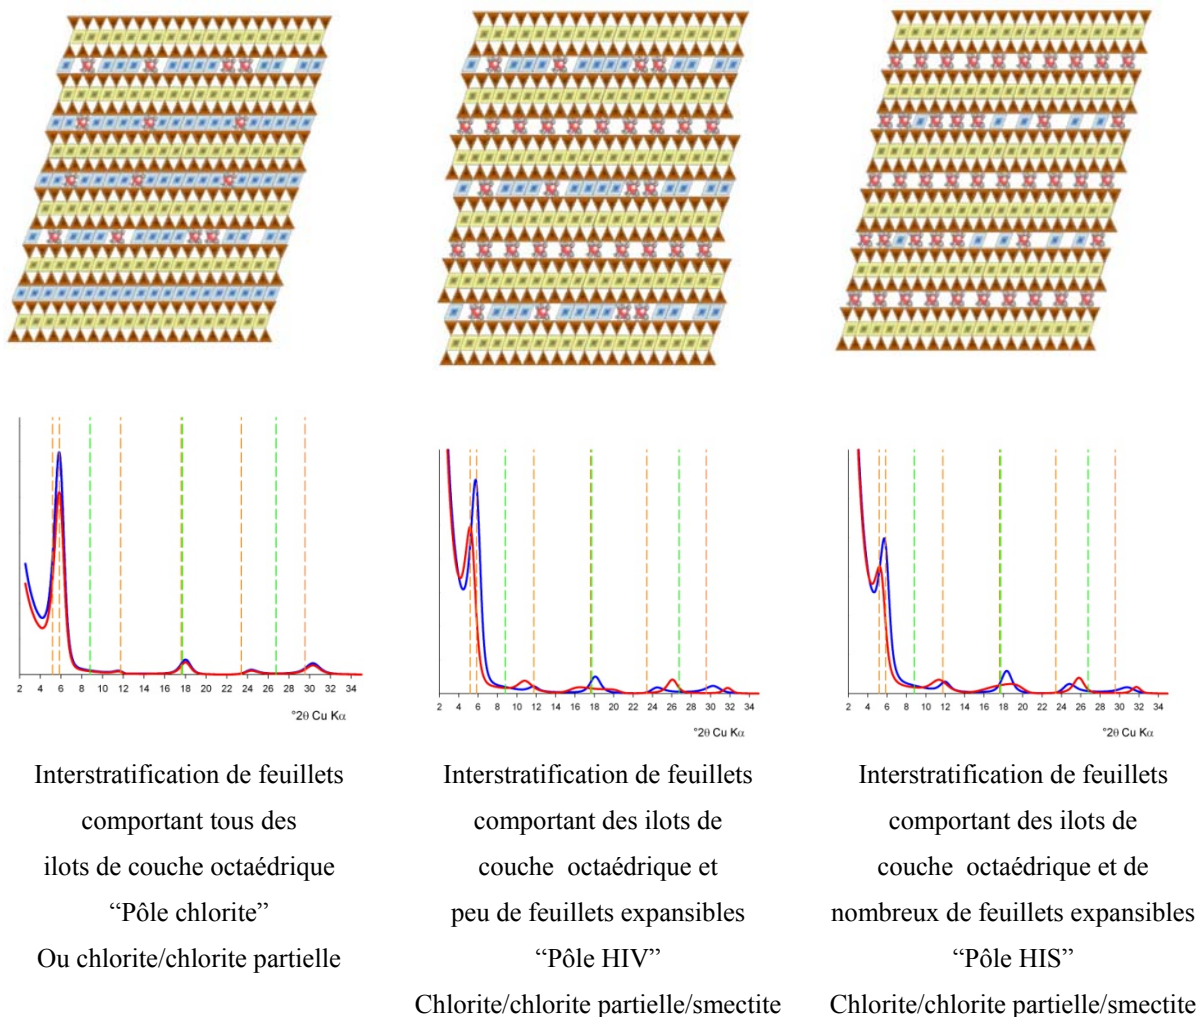 2 4 6 8 10 12 14 16 18 20 22 24 26 28 30 32 34
°2θ Cu Kα
2 4 6 8 10 12 14 16 18 20 22 24 26 28 30 32 34
°2θ Cu Kα
2 4 6 8 10 12 14 16 18 20 22 24 26 28 30 32 34
°2θ Cu Kα
Interstratification de feuillets
comportant tous des
ilots de couche octaédrique
“Pôle chlorite”
Ou chlorite/chlorite partielle
Interstratification de feuillets
comportant des ilots de
couche octaédrique et
peu de feuillets expansibles
“Pôle HIV”
Chlorite/chlorite partielle/smectite
Interstratification de feuillets
comportant des ilots de
couche octaédrique et de
nombreux de feuillets expansibles
“Pôle HIS”
Chlorite/chlorite partielle/smectite